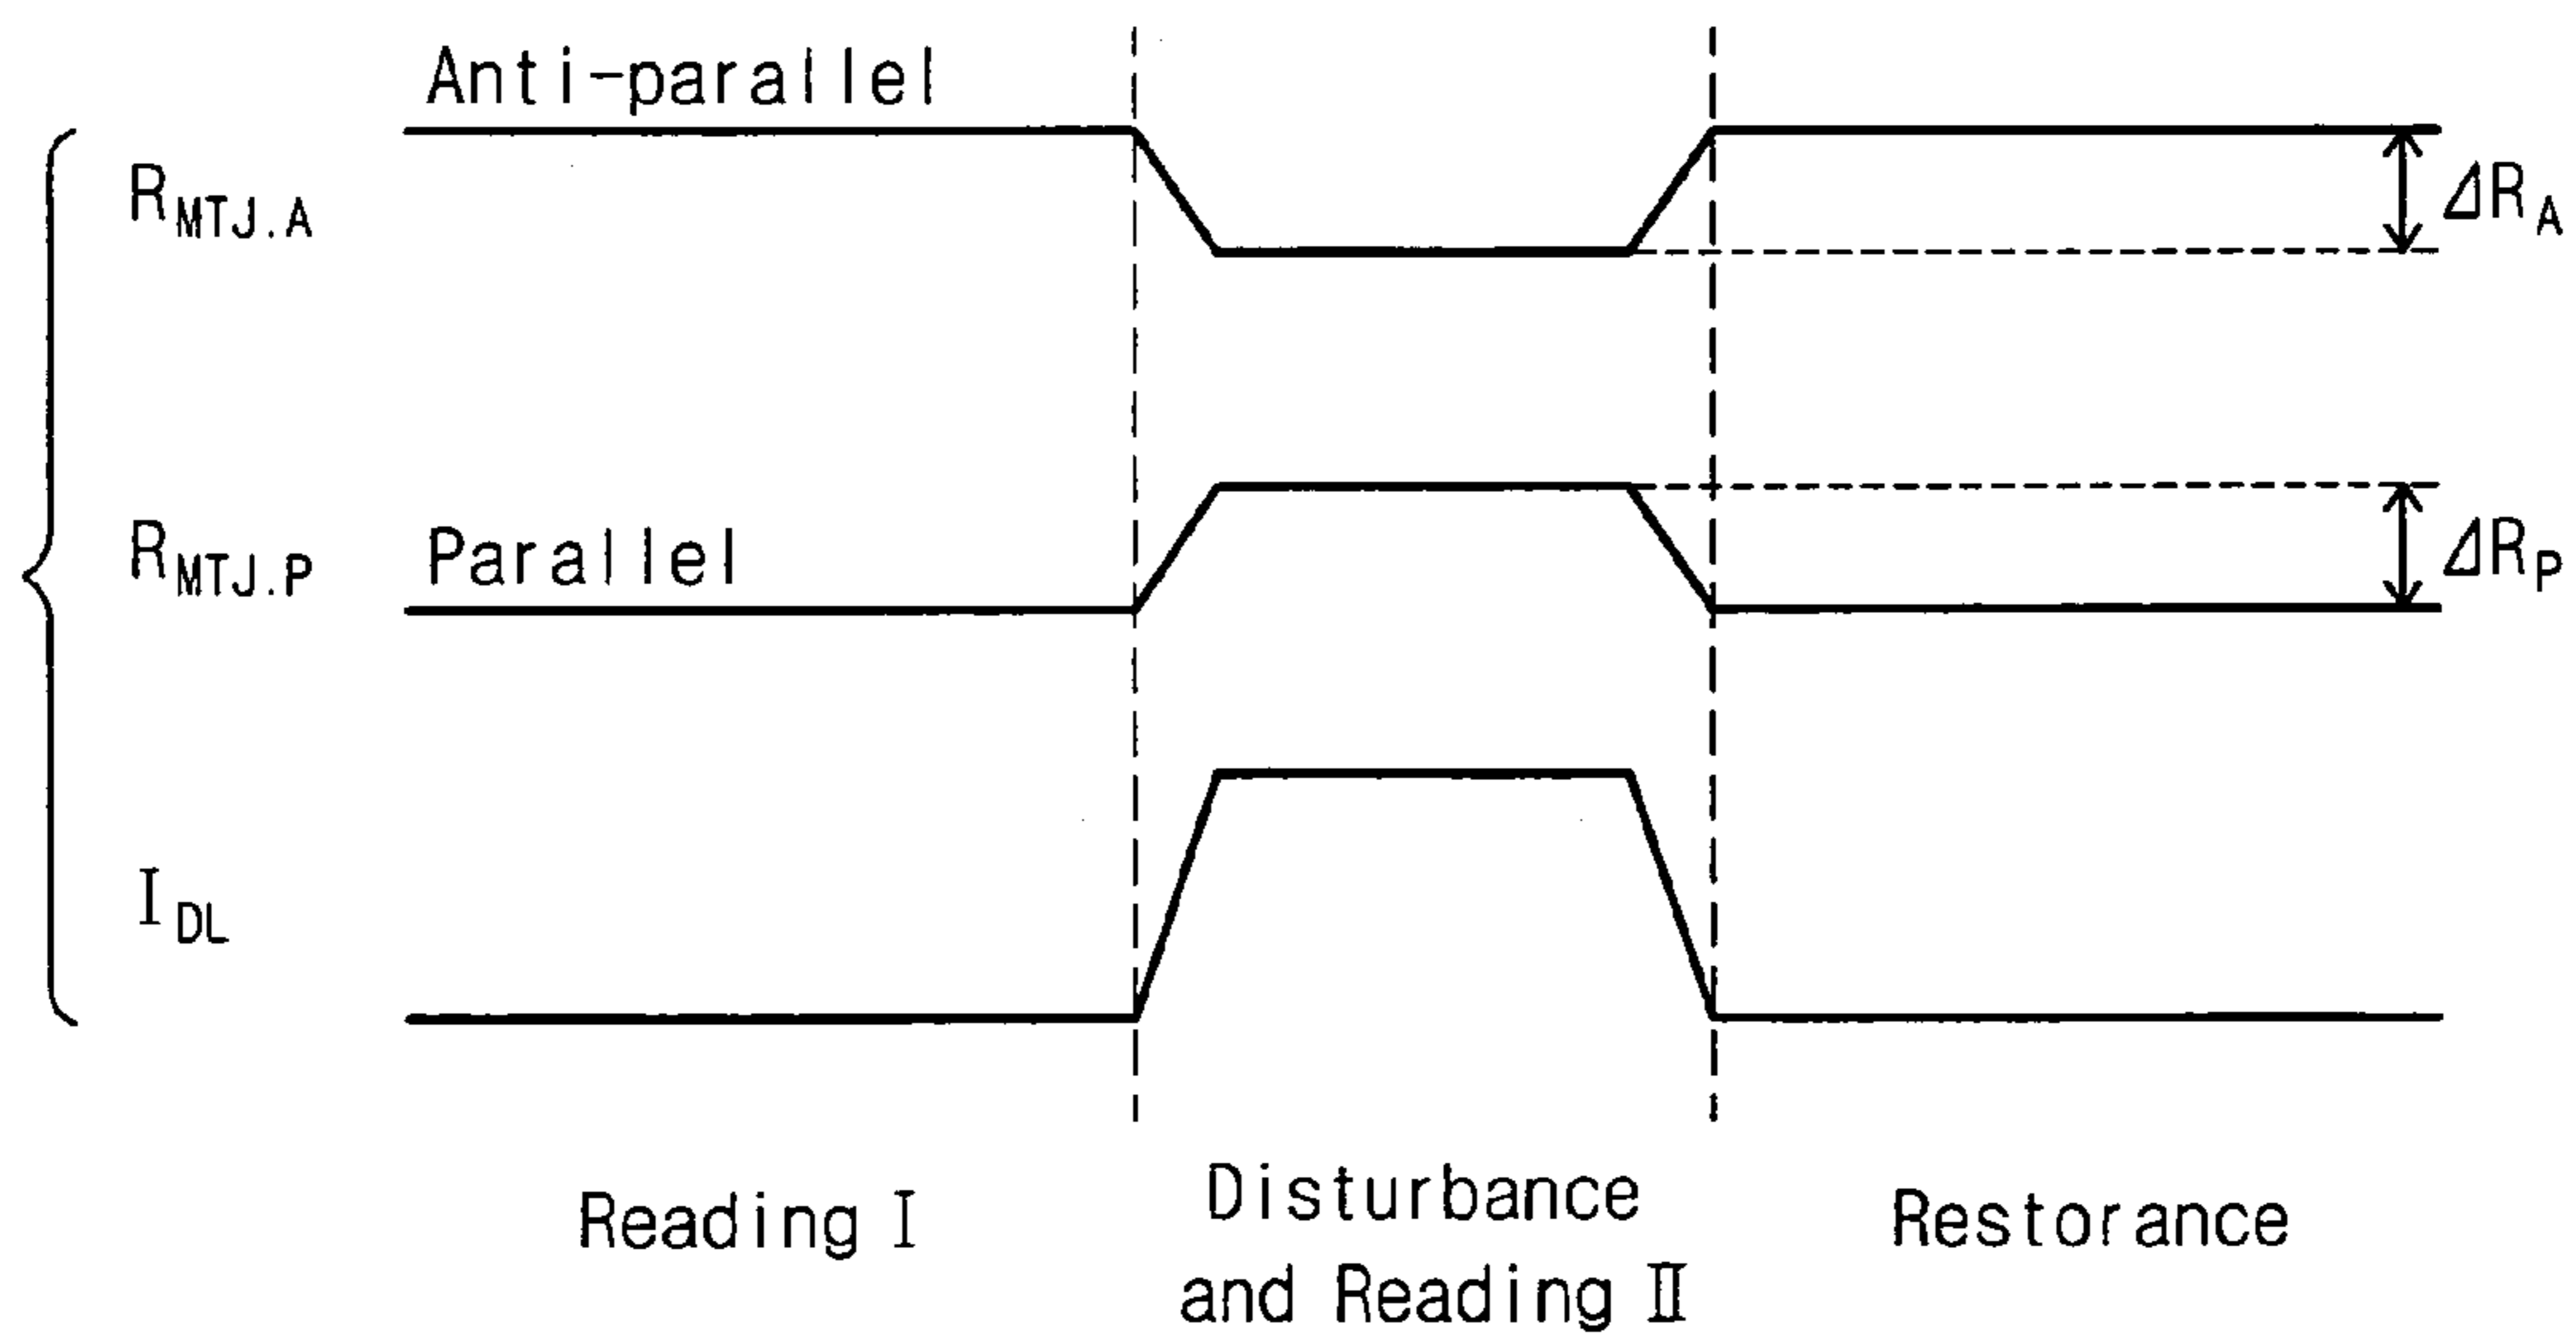 Anti-parallel
R_MTJ.A
ΔR_A
R_MTJ.P
Parallel
ΔR_P
I_DL
Reading I
Disturbance
and Reading II
Restorance